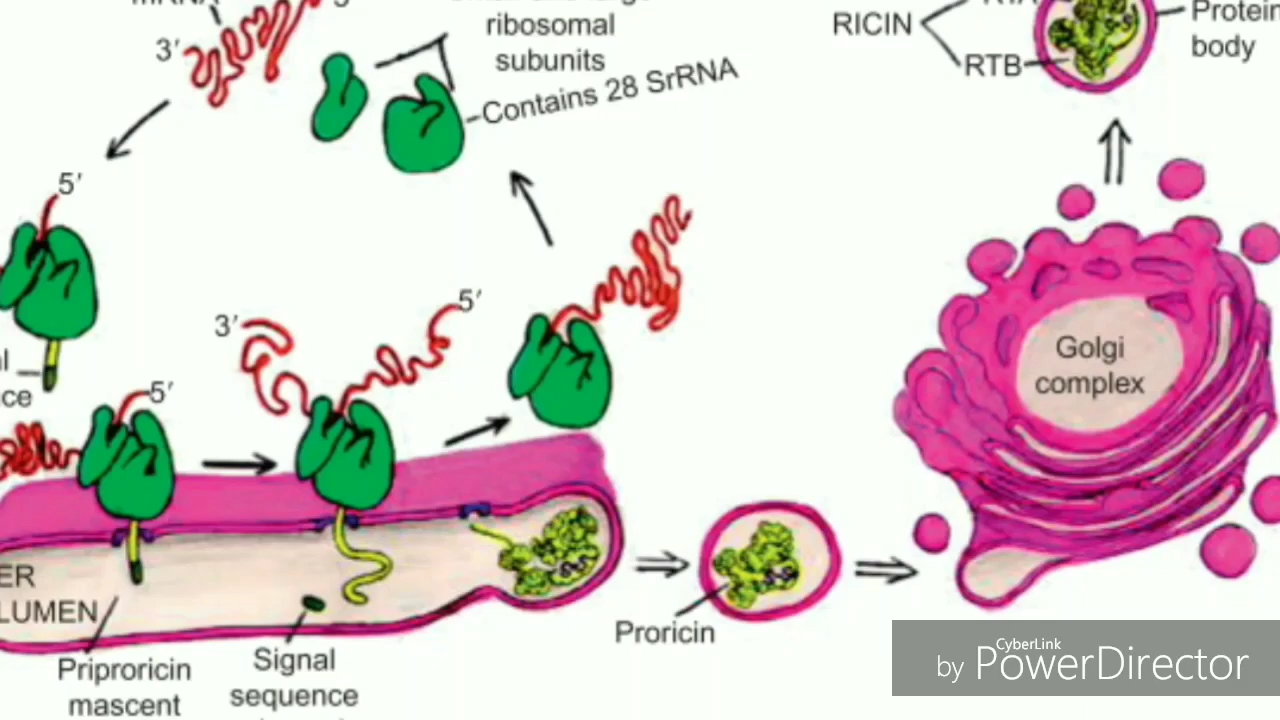 3'
ribosomal
subunits
Contains 28 SrRNA
RICIN
RTB
Protein
body
5'
3'
5'
5'
Golgi
complex
ER
LUMEN
Priproricin
mascent
Signal
sequence
Proricin
by CyberLink PowerDirector